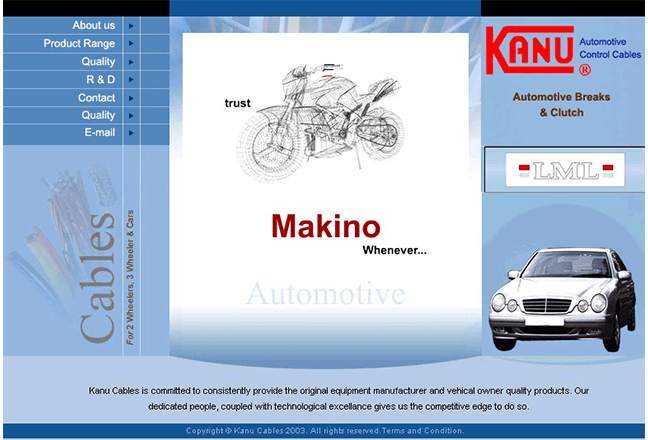 About us
Product Range
Quality
R & D
Contact
Quality
E-mail
Cables
For 2 Wheelers, 3 Wheeler & Cars
trust
Makino
Whenever...
Automotive
KANU
®
Automotive
Control Cables
Automotive Breaks
& Clutch
LML
Kanu Cables is committed to consistently provide the original equipment manufacturer and vehical owner quality products. Our
dedicated people, coupled with technological excellance gives us the competitive edge to do so.
Copyright © Kanu Cables 2003. All rights reserved.Terms and Condition.